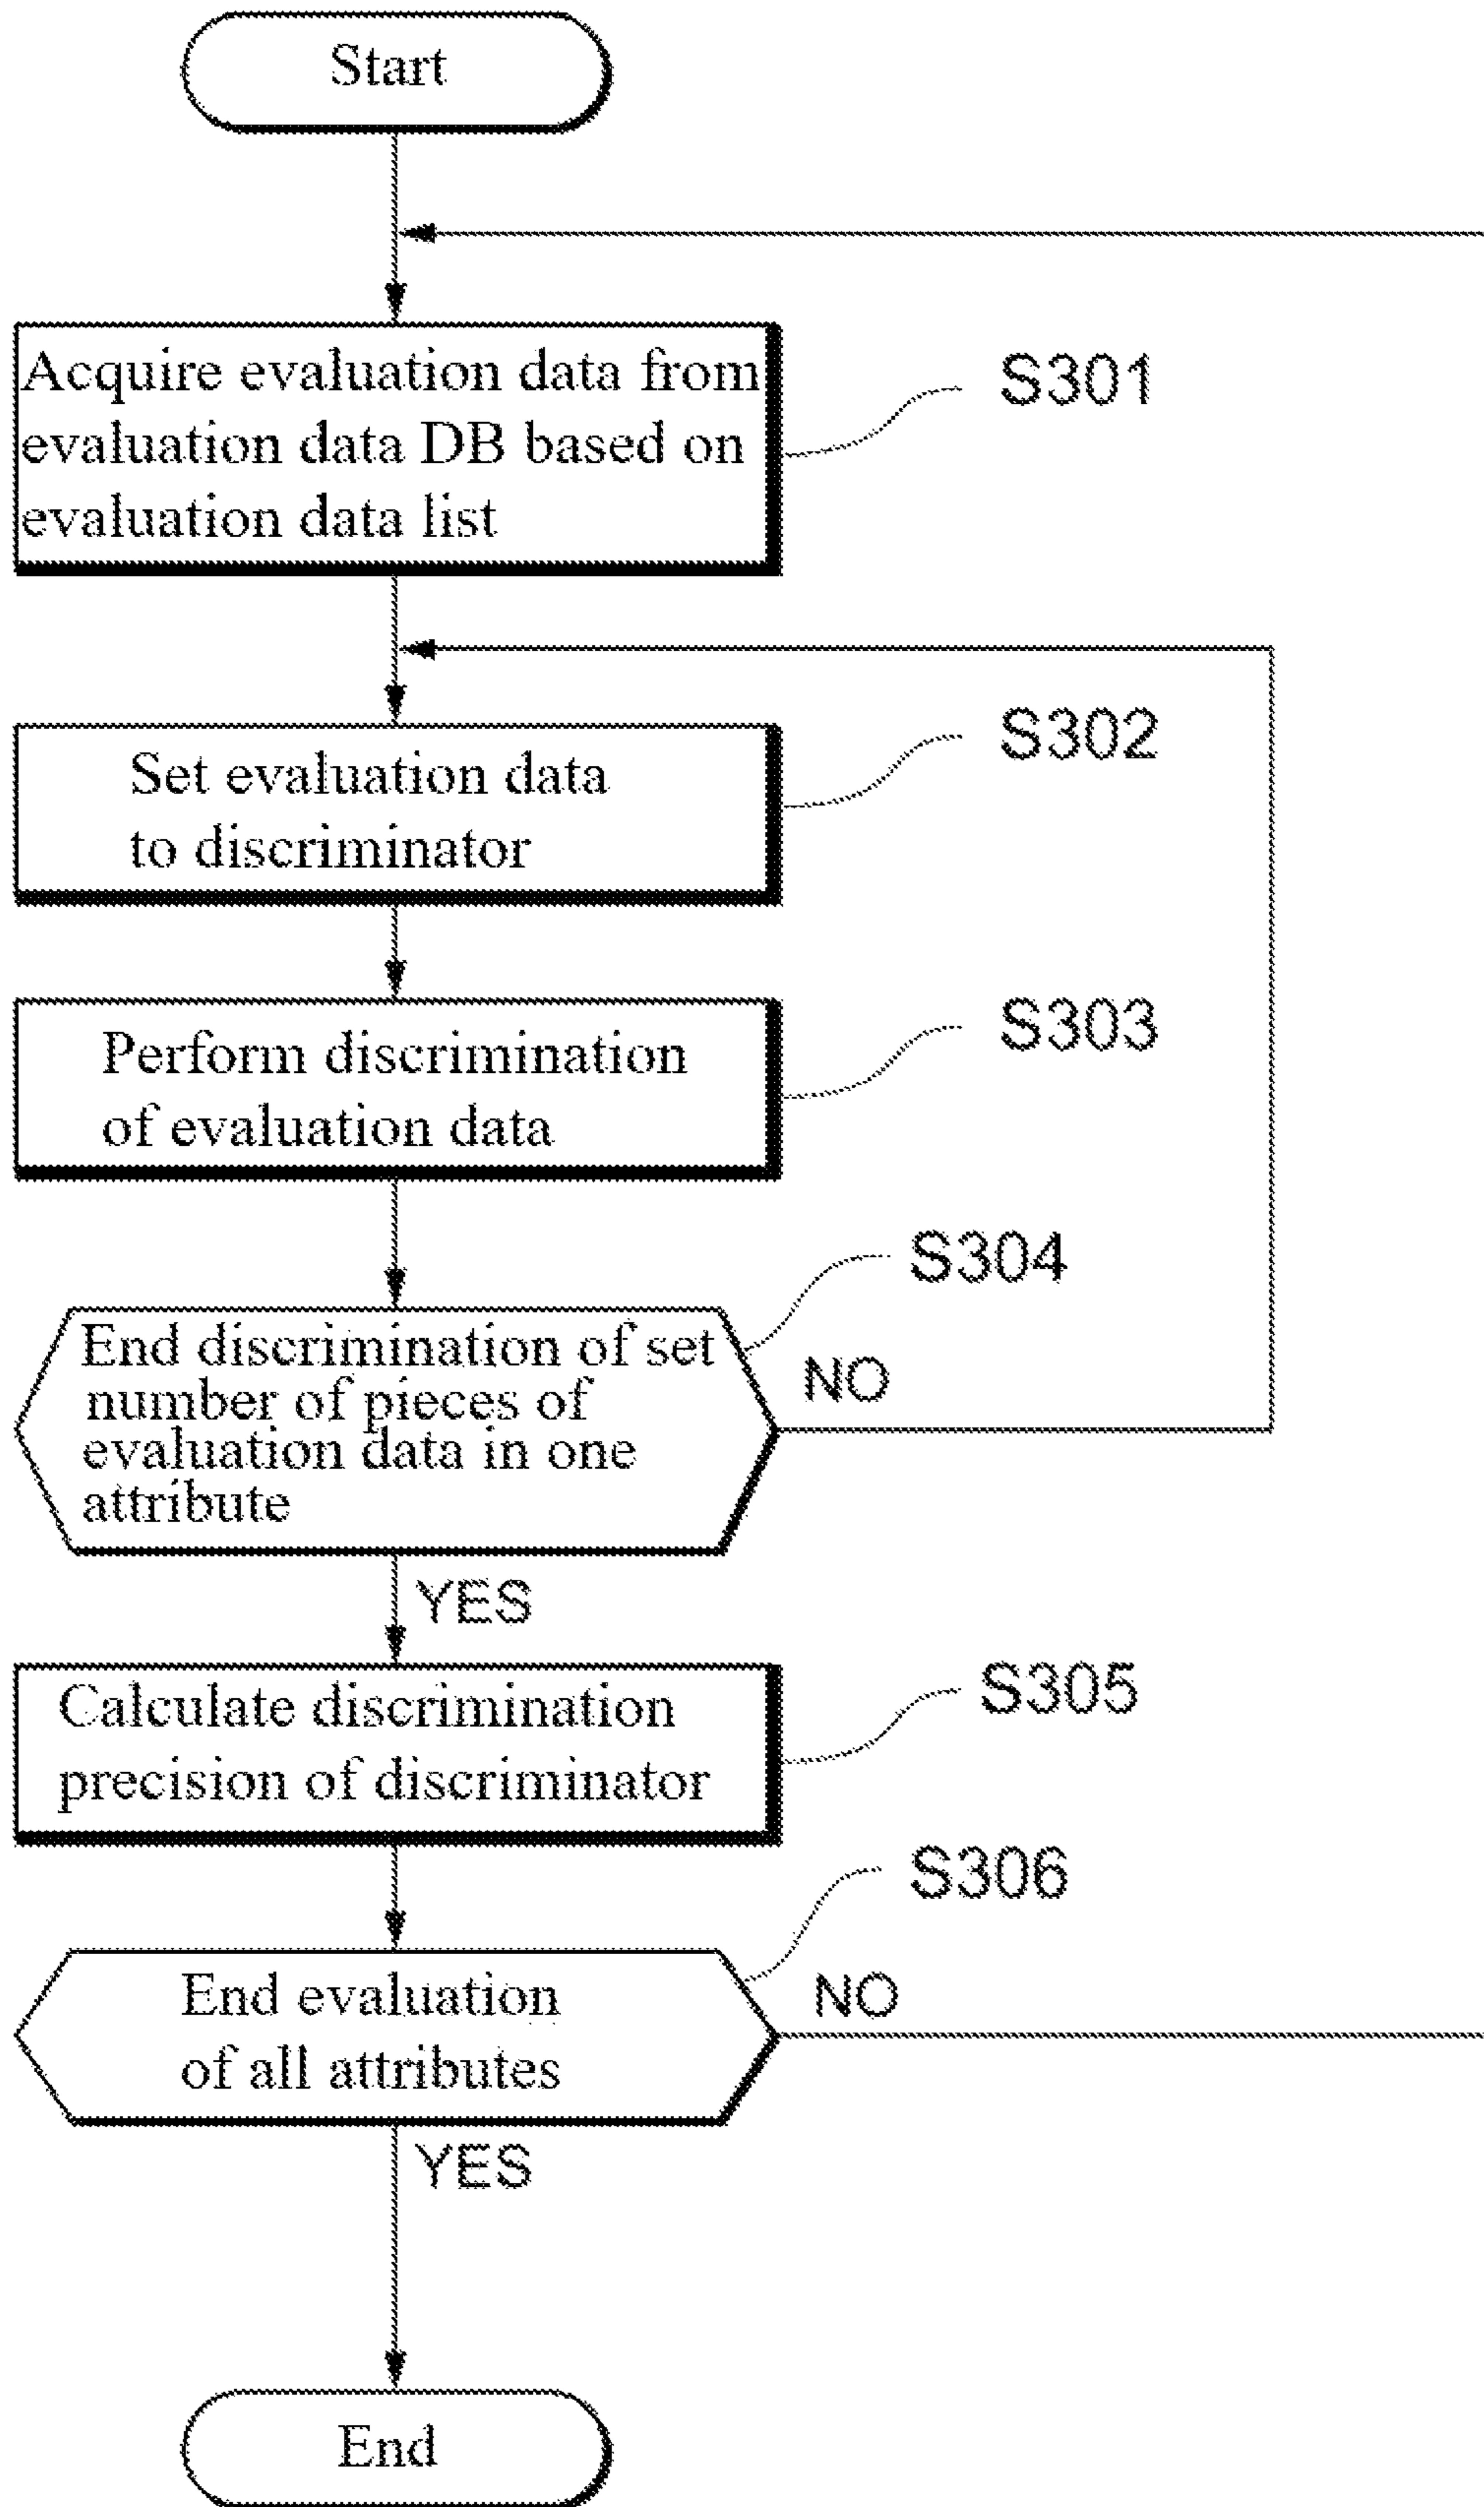 Start
Acquire evaluation data from
evaluation data DB based on
evaluation data list
S301
Set evaluation data
to discriminator
S302
Perform discrimination
of evaluation data
S303
S304
End discrimination of set
number of pieces of
evaluation data in one
attribute
NO
YES
Calculate discrimination
precision of discriminator
S305
S306
End evaluation
of all attributes
NO
YES
End